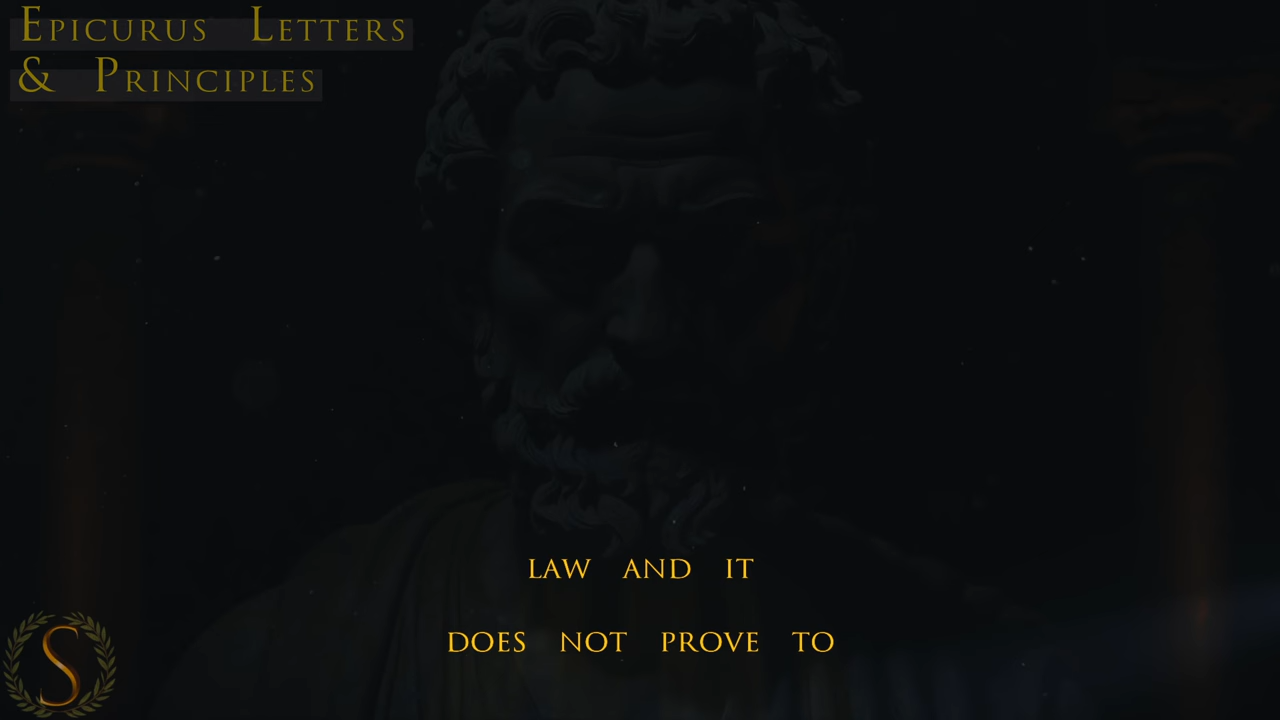 Epicurus Letters
& Principles
LAW AND IT
DOES NOT PROVE TO
S